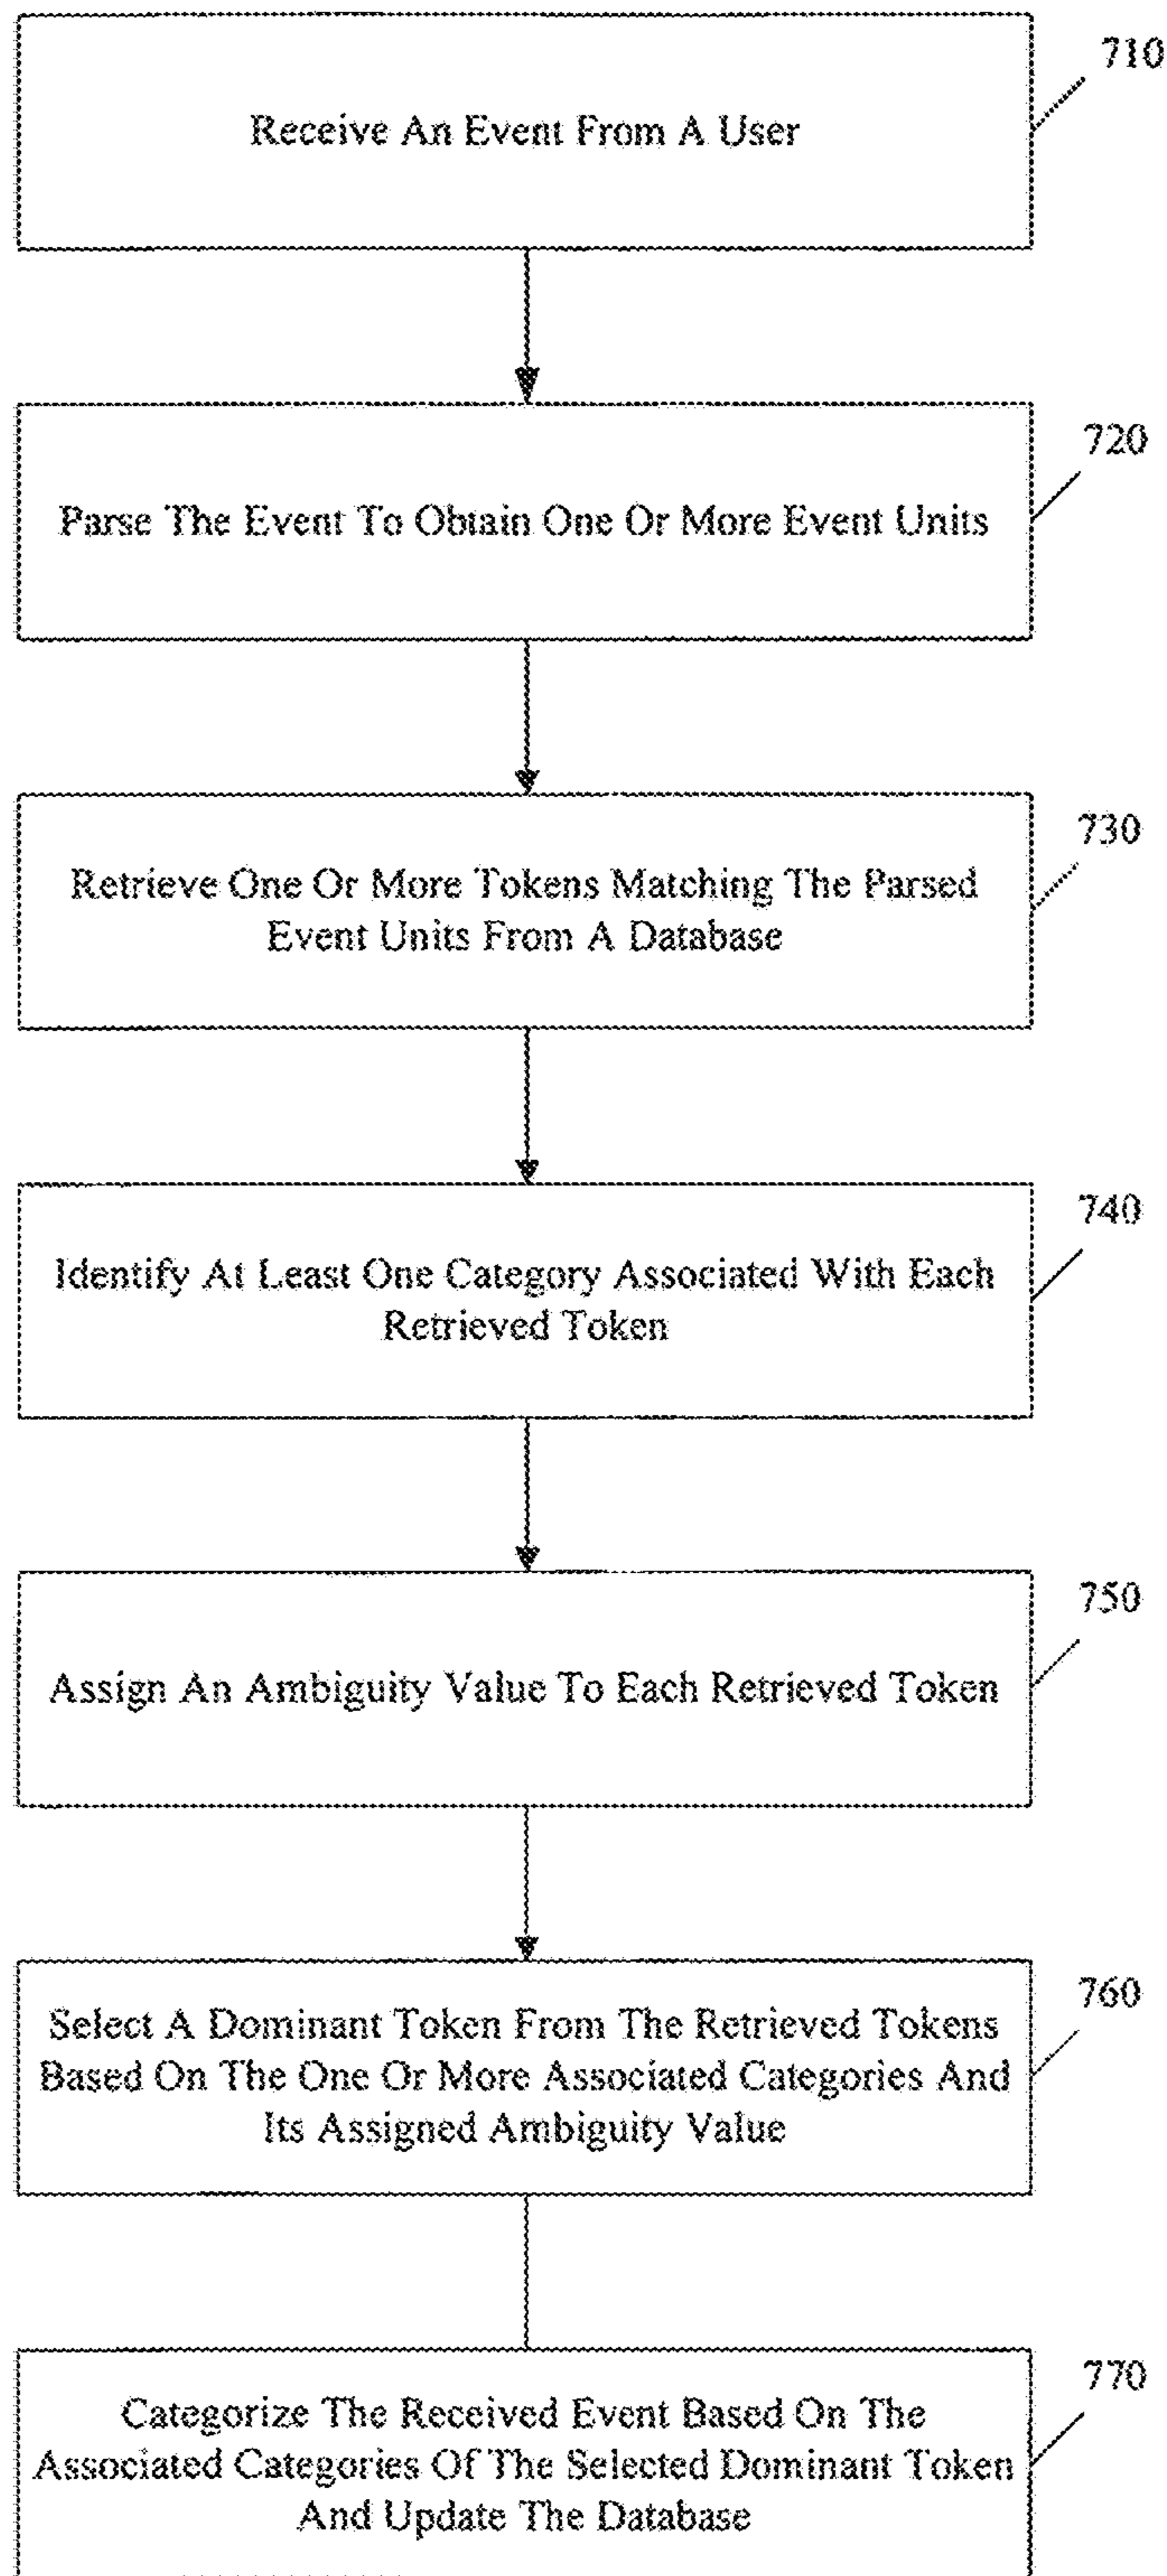 710
Receive An Event From A User
720
Parse The Event To Obtain One Or More Event Units
730
Retrieve One Or More Tokens Matching The Parsed
Event Units From A Database
740
Identify At Least One Category Associated With Each
Retrieved Token
750
Assign An Ambiguity Value To Each Retrieved Token
760
Select A Dominant Token From The Retrieved Tokens
Based On The One Or More Associated Categories And
Its Assigned Ambiguity Value
770
Categorize The Received Event Based On The
Associated Categories Of The Selected Dominant Token
And Update The Database